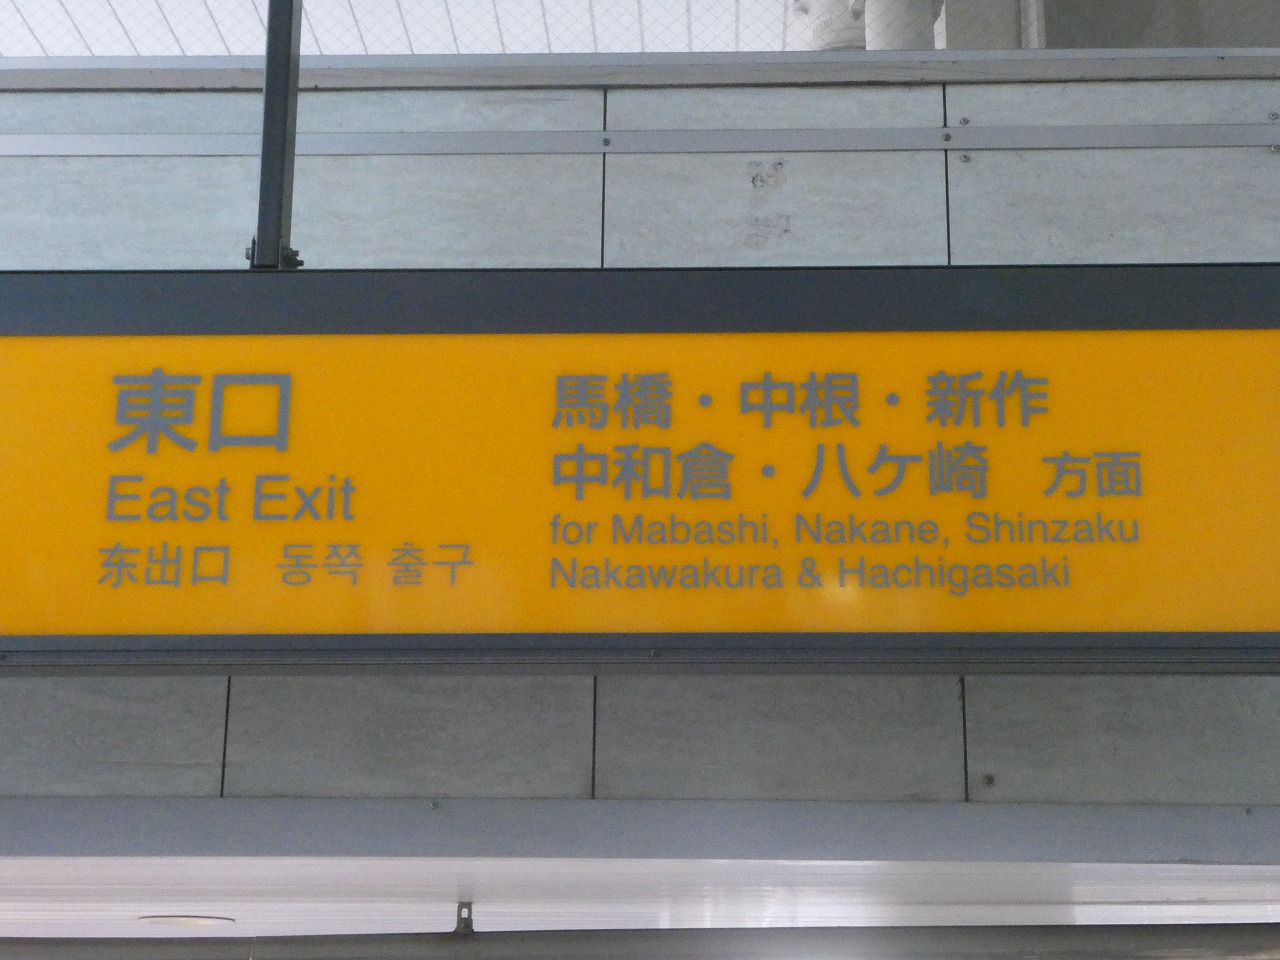 東口
East Exit
东出口 동쪽 출구
馬橋・中根・新作
中和倉・八ケ崎 方面
for Mabashi, Nakane, Shinzaku
Nakawakura & Hachigasaki